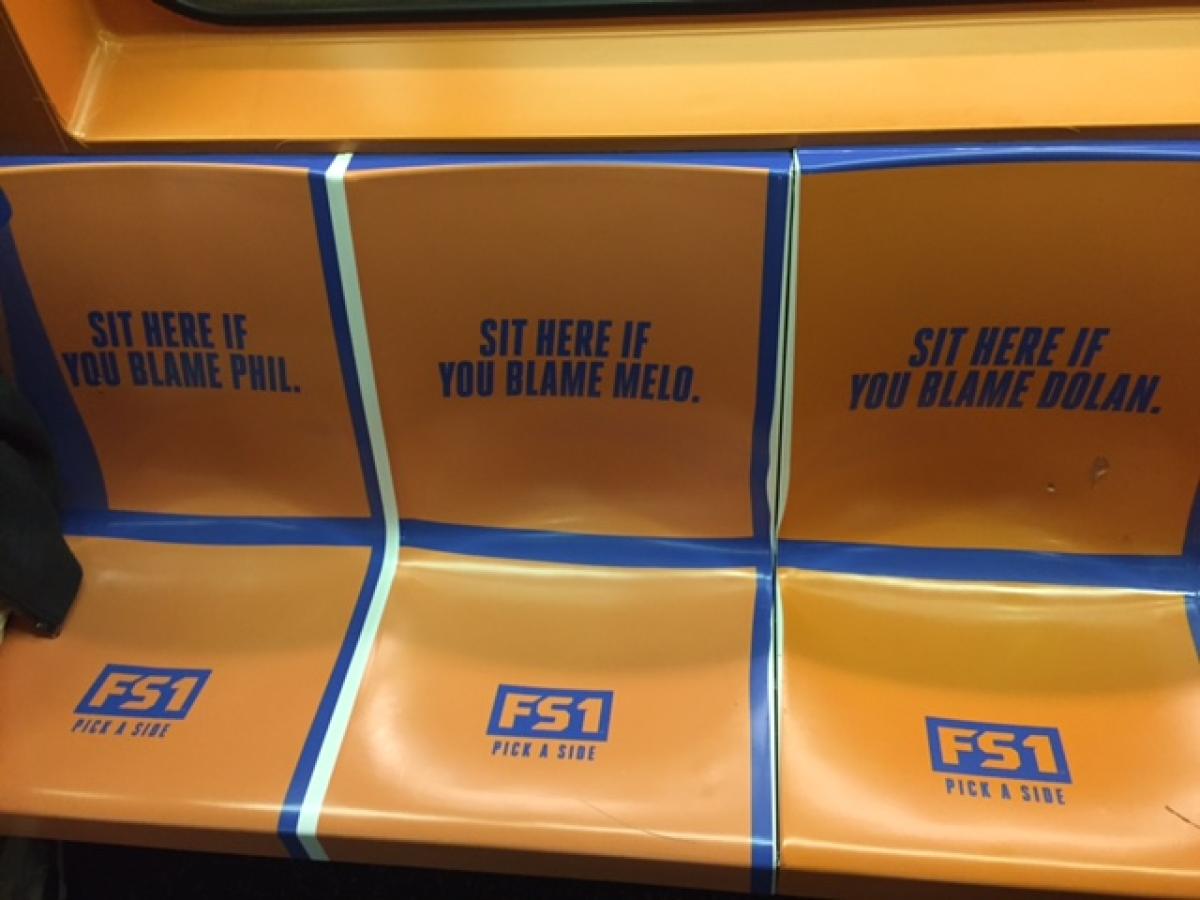 SIT HERE IF
YOU BLAME PHIL.
SIT HERE IF
YOU BLAME MELO.
SIT HERE IF
YOU BLAME DOLAN.
FS1
PICK A SIDE
FS1
PICK A SIDE
FS1
PICK A SIDE